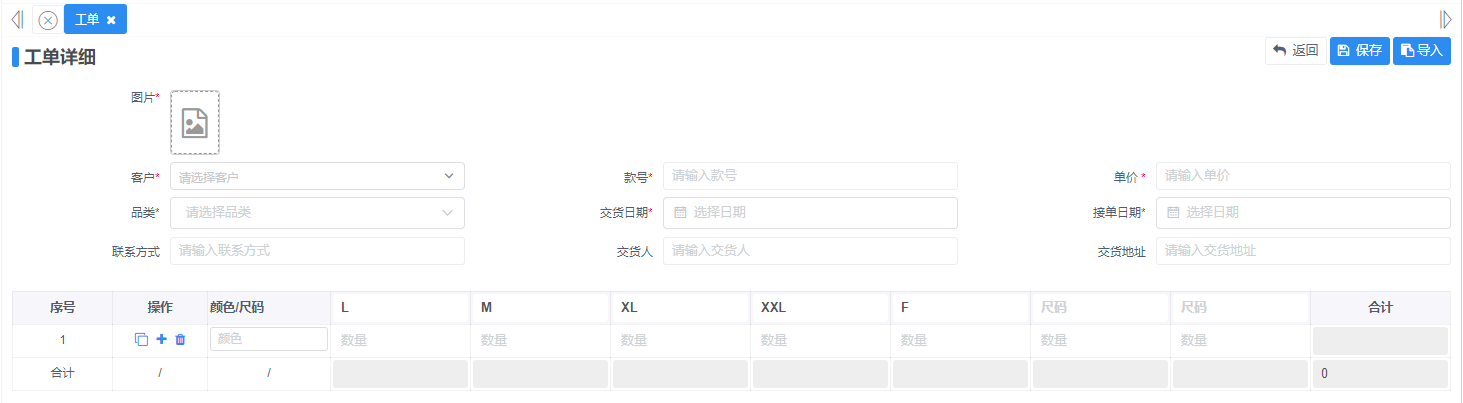 工单
工单详细 返回 保存 导入
图片*
客户* 请选择客户 款号* 请输入款号 单价 * 请输入单价
品类* 请选择品类 交货日期* 选择日期 接单日期* 选择日期
联系方式 请输入联系方式 交货人 请输入交货人 交货地址 请输入交货地址
序号 操作 颜色/尺码 L M XL XXL F 尺码 尺码 合计
1 颜色 数量 数量 数量 数量 数量 数量 数量
合计 / / 0